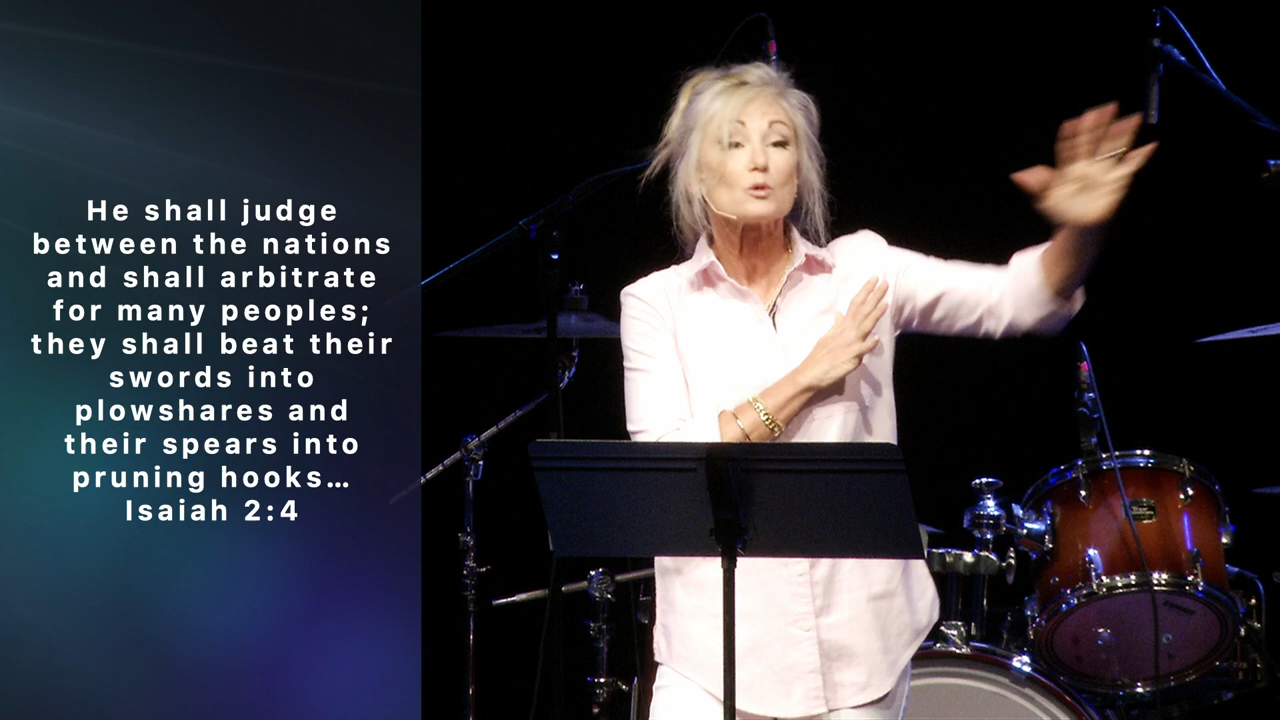 He shall judge
between the nations
and shall arbitrate
for many peoples;
they shall beat their
swords into
plowshares and
their spears into
pruning hooks…
Isaiah 2:4